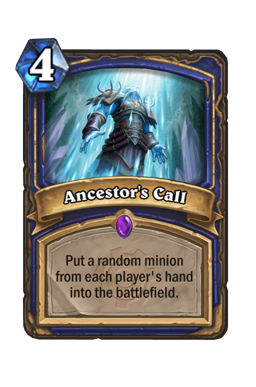 4
Ancestor's Call
Put a random minion
from each player's hand
into the battlefield.